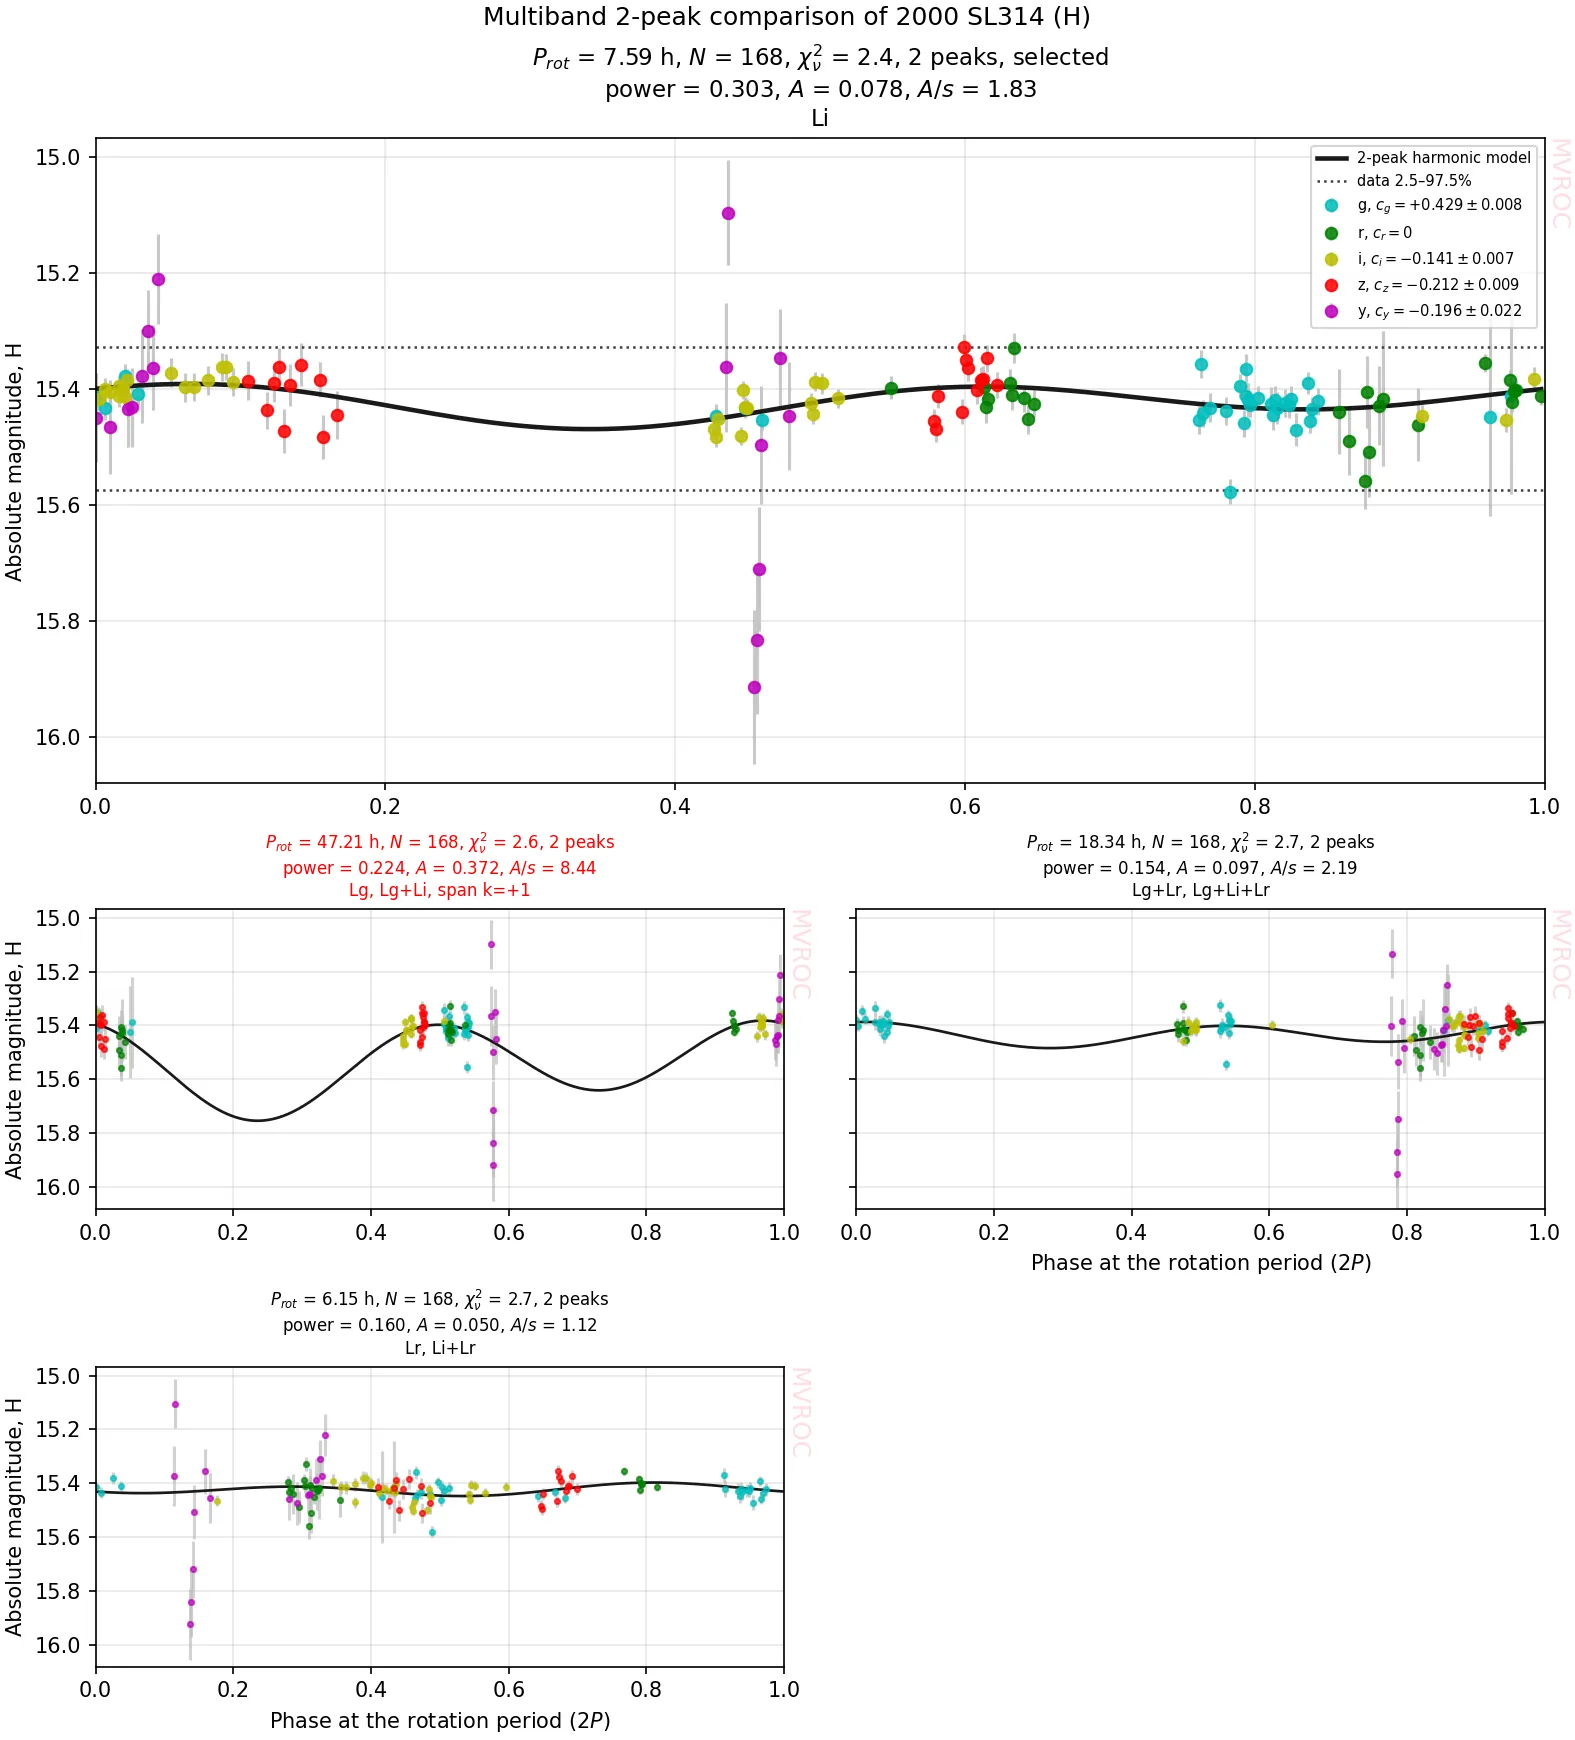 Multiband 2-peak comparison of 2000 SL314 (H)
P_rot = 7.59 h, N = 168, χ²_ν = 2.4, 2 peaks, selected
power = 0.303, A = 0.078, A/s = 1.83
Li
15.0
15.2
15.4
15.6
15.8
16.0
Absolute magnitude, H
2-peak harmonic model
data 2.5–97.5%
g, c_g = +0.429 ± 0.008
r, c_r = 0
i, c_i = −0.141 ± 0.007
z, c_z = −0.212 ± 0.009
y, c_y = −0.196 ± 0.022
MVROC
0.0 0.2 0.4 0.6 0.8 1.0
P_rot = 47.21 h, N = 168, χ²_ν = 2.6, 2 peaks
power = 0.224, A = 0.372, A/s = 8.44
Lg, Lg+Li, span k=+1
15.0
15.2
15.4
15.6
15.8
16.0
Absolute magnitude, H
MVROC
0.0 0.2 0.4 0.6 0.8 1.0
P_rot = 18.34 h, N = 168, χ²_ν = 2.7, 2 peaks
power = 0.154, A = 0.097, A/s = 2.19
Lg+Lr, Lg+Li+Lr
MVROC
0.0 0.2 0.4 0.6 0.8 1.0
Phase at the rotation period (2P)
P_rot = 6.15 h, N = 168, χ²_ν = 2.7, 2 peaks
power = 0.160, A = 0.050, A/s = 1.12
Lr, Li+Lr
15.0
15.2
15.4
15.6
15.8
16.0
Absolute magnitude, H
MVROC
0.0 0.2 0.4 0.6 0.8 1.0
Phase at the rotation period (2P)